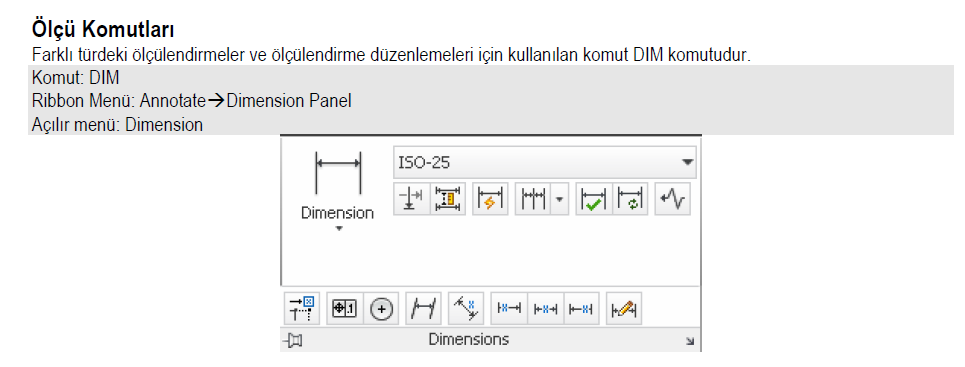 Ölçü Komutları
Farklı türdeki ölçülendirmeler ve ölçülendirme düzenlemeleri için kullanılan komut DIM komutudur.
Komut: DIM
Ribbon Menü: Annotate→Dimension Panel
Açılır menü: Dimension
ISO-25
Dimension
Dimensions